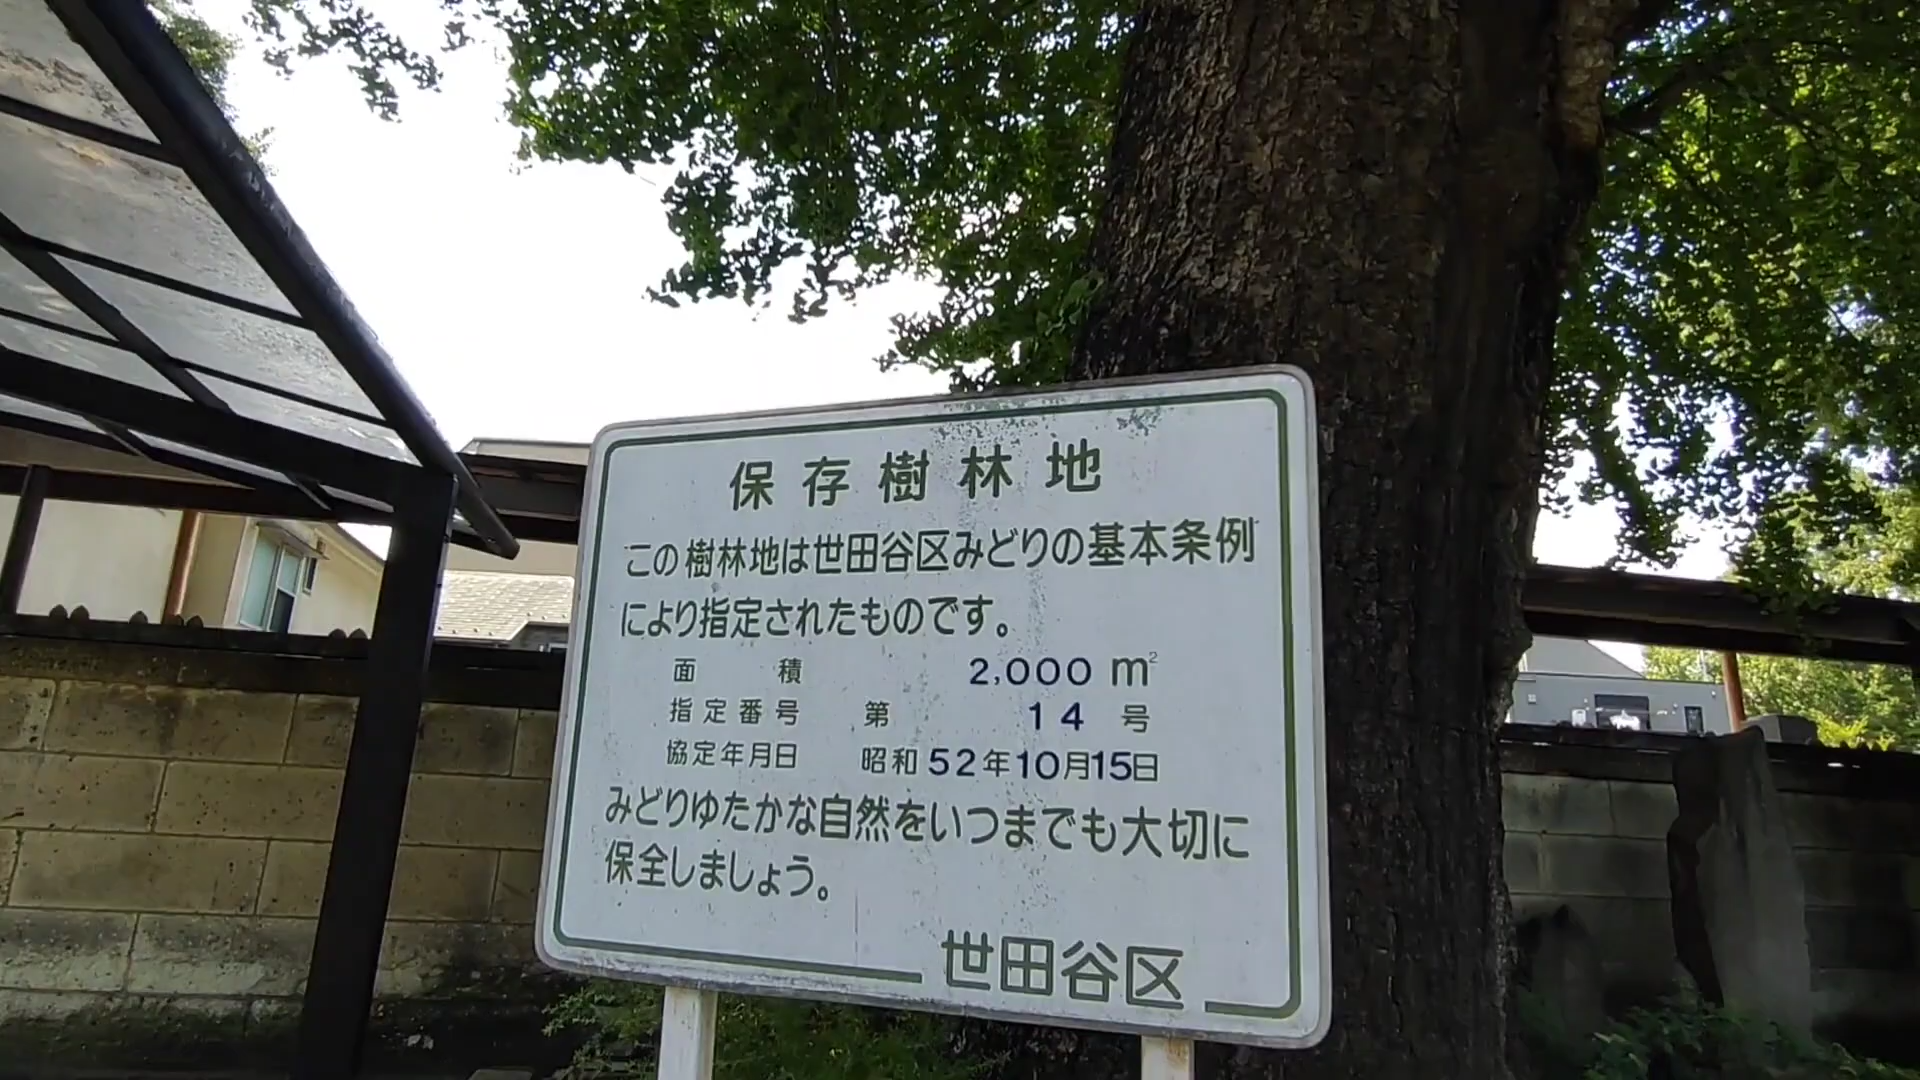 保存樹林地
この樹林地は世田谷区みどりの基本条例
により指定されたものです。
面積 2,000 m²
指定番号 第 14 号
協定年月日 昭和52年10月15日
みどりゆたかな自然をいつまでも大切に
保全しましょう。
世田谷区